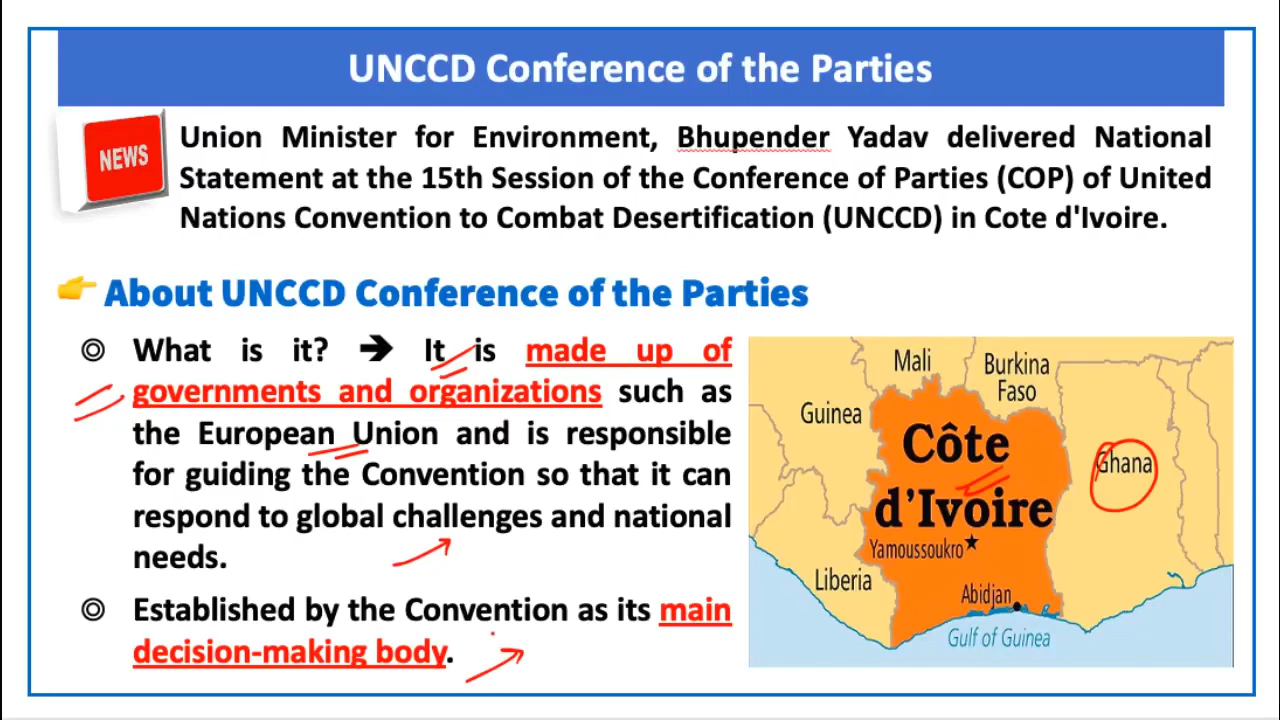 UNCCD Conference of the Parties
NEWS
Union Minister for Environment, Bhupender Yadav delivered National
Statement at the 15th Session of the Conference of Parties (COP) of United
Nations Convention to Combat Desertification (UNCCD) in Cote d'Ivoire.
About UNCCD Conference of the Parties
What is it? ➔ It is made up of
governments and organizations such as
the European Union and is responsible
for guiding the Convention so that it can
respond to global challenges and national
needs.
Established by the Convention as its main
decision-making body.
Mali
Burkina
Faso
Guinea
Côte
d'Ivoire
Ghana
Yamoussoukro
Liberia
Abidjan
Gulf of Guinea